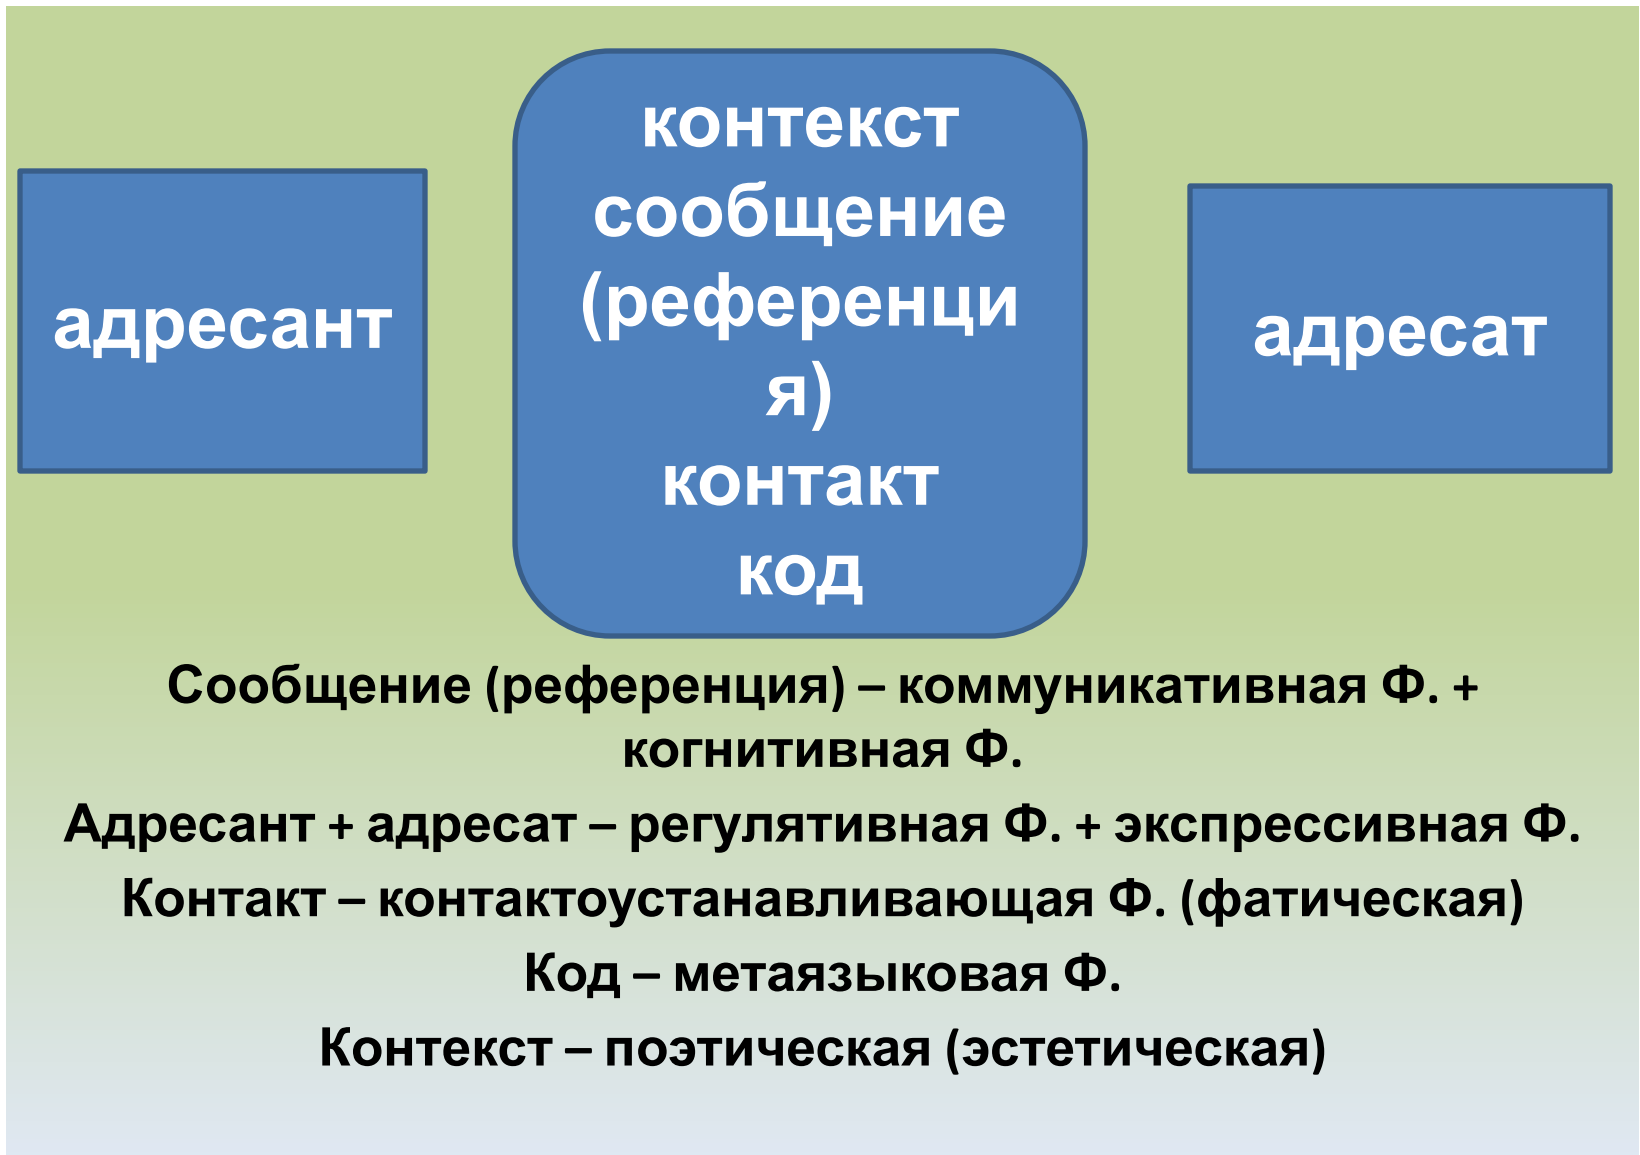 контекст
сообщение
(референци
я)
контакт
код
адресант
адресат
Сообщение (референция) – коммуникативная Ф. +
когнитивная Ф.
Адресант + адресат – регулятивная Ф. + экспрессивная Ф.
Контакт – контактоустанавливающая Ф. (фатическая)
Код – метаязыковая Ф.
Контекст – поэтическая (эстетическая)